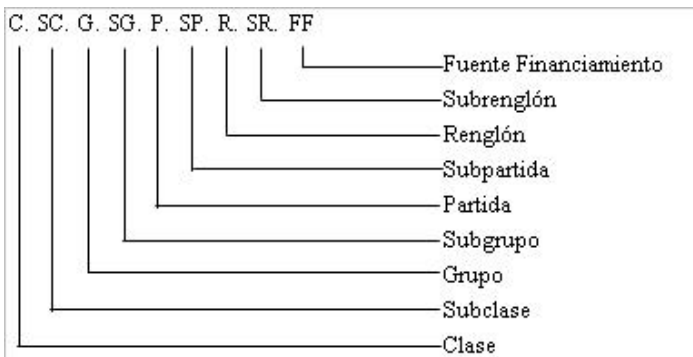 C. SC. G. SG. P. SP. R. SR. FF
Fuente Financiamiento
Subrenglón
Renglón
Subpartida
Partida
Subgrupo
Grupo
Subclase
Clase